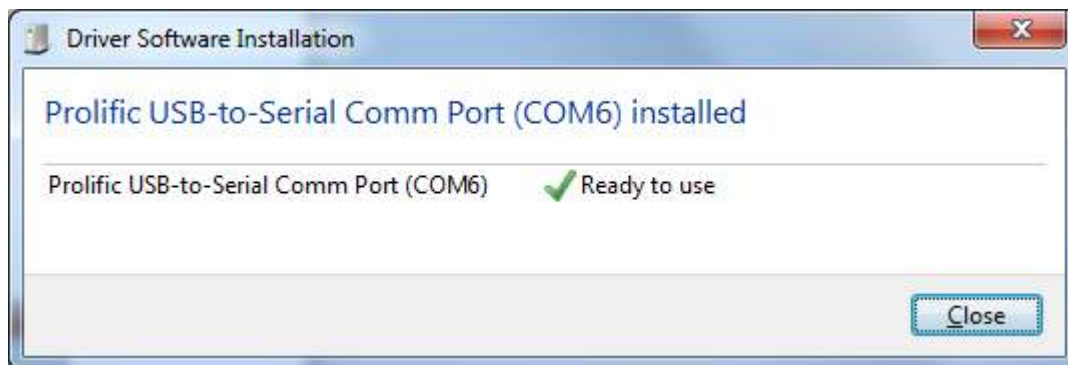 Driver Software Installation
Prolific USB-to-Serial Comm Port (COM6) installed
Prolific USB-to-Serial Comm Port (COM6) Ready to use
Close